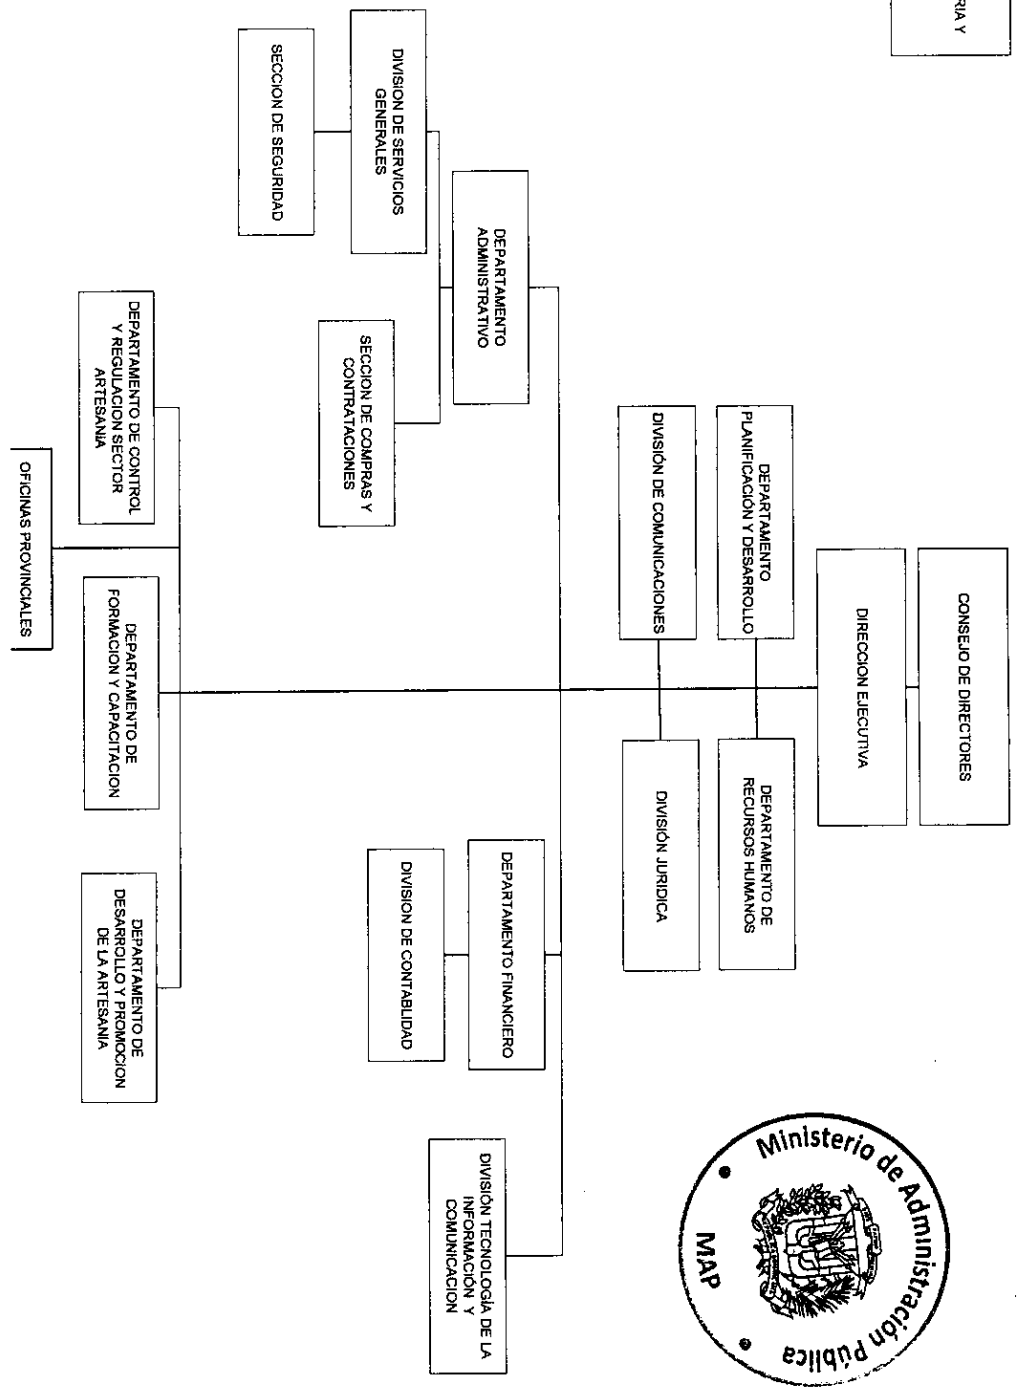 RIA Y
CONSEJO DE DIRECTORES
DIRECCION EJECUTIVA
DEPARTAMENTO
PLANIFICACIÓN Y DESARROLLO
DEPARTAMENTO DE
RECURSOS HUMANOS
DIVISIÓN DE COMUNICACIONES
DIVISIÓN JURIDICA
DEPARTAMENTO
ADMINISTRATIVO
DEPARTAMENTO FINANCIERO
DIVISIÓN TECNOLOGÍA DE LA
INFORMACIÓN Y
COMUNICACION
DIVISION DE SERVICIOS
GENERALES
SECCION DE COMPRAS Y
CONTRATACIONES
DIVISION DE CONTABLIDAD
SECCION DE SEGURIDAD
DEPARTAMENTO DE CONTROL
Y REGULACION SECTOR
ARTESANIA
DEPARTAMENTO DE
FORMACION Y CAPACITACION
DEPARTAMENTO DE
DESARROLLO Y PROMOCION
DE LA ARTESANIA
OFICINAS PROVINCIALES
Ministerio de Administración Pública
MAP